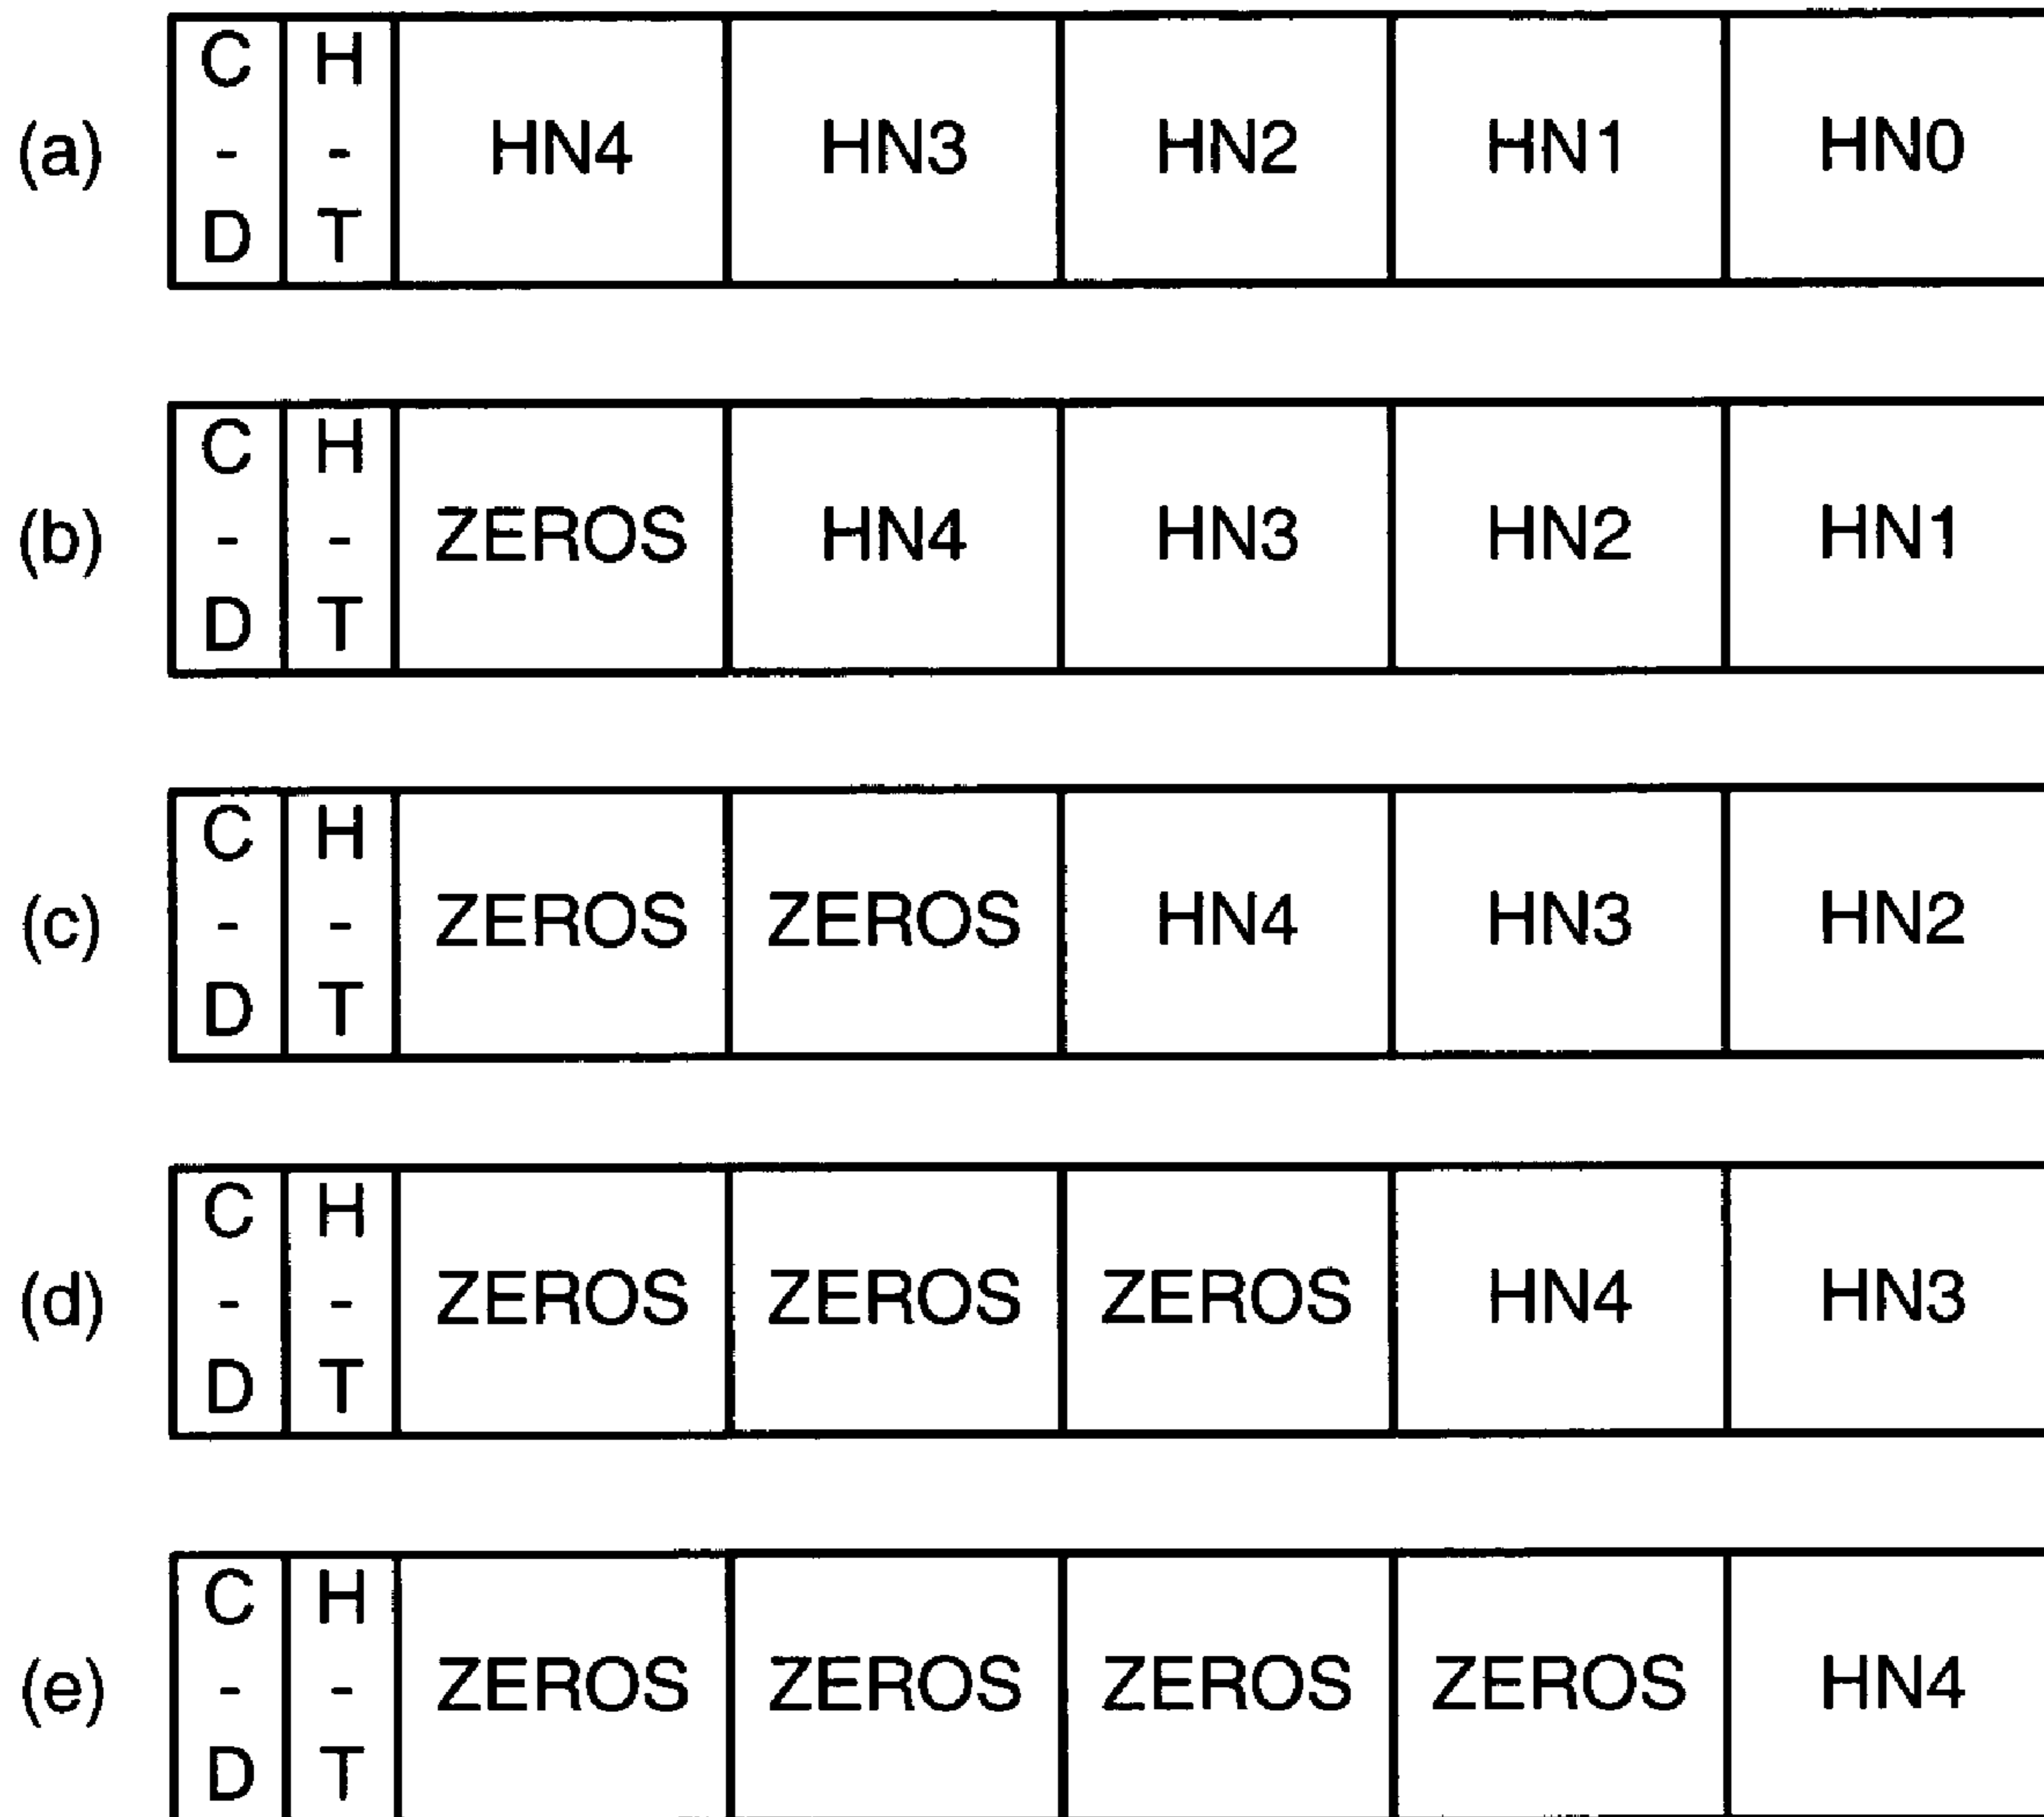 (a) C - D H - T HN4 HN3 HN2 HN1 HN0
(b) C - D H - T ZEROS HN4 HN3 HN2 HN1
(c) C - D H - T ZEROS ZEROS HN4 HN3 HN2
(d) C - D H - T ZEROS ZEROS ZEROS HN4 HN3
(e) C - D H - T ZEROS ZEROS ZEROS ZEROS HN4